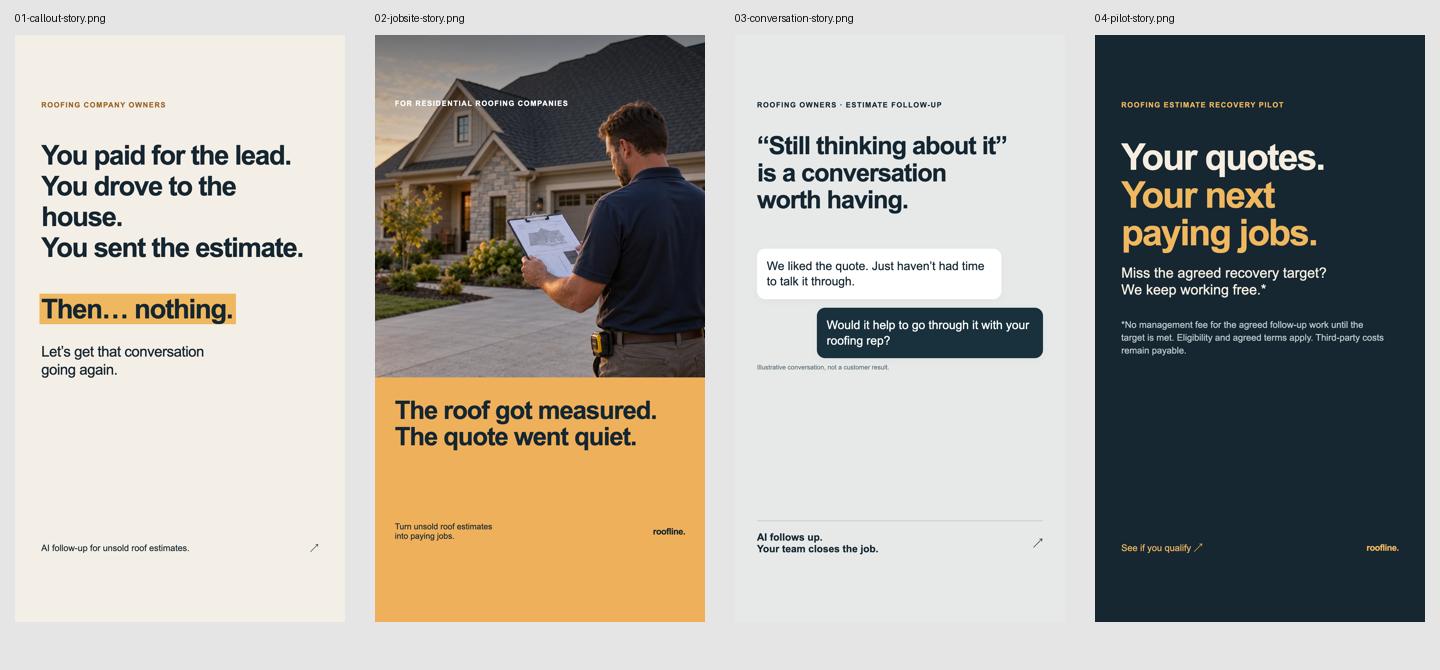 01-callout-story.png
ROOFING COMPANY OWNERS
You paid for the lead.
You drove to the
house.
You sent the estimate.
Then… nothing.
Let’s get that conversation
going again.
AI follow-up for unsold roof estimates.
↗
02-jobsite-story.png
FOR RESIDENTIAL ROOFING COMPANIES
The roof got measured.
The quote went quiet.
Turn unsold roof estimates
into paying jobs.
roofline.
03-conversation-story.png
ROOFING OWNERS · ESTIMATE FOLLOW-UP
“Still thinking about it”
is a conversation
worth having.
We liked the quote. Just haven’t had time
to talk it through.
Would it help to go through it with your
roofing rep?
Illustrative conversation, not a customer result.
AI follows up.
Your team closes the job.
↗
04-pilot-story.png
ROOFING ESTIMATE RECOVERY PILOT
Your quotes.
Your next
paying jobs.
Miss the agreed recovery target?
We keep working free.*
*No management fee for the agreed follow-up work until the
target is met. Eligibility and agreed terms apply. Third-party costs
remain payable.
See if you qualify ↗
roofline.